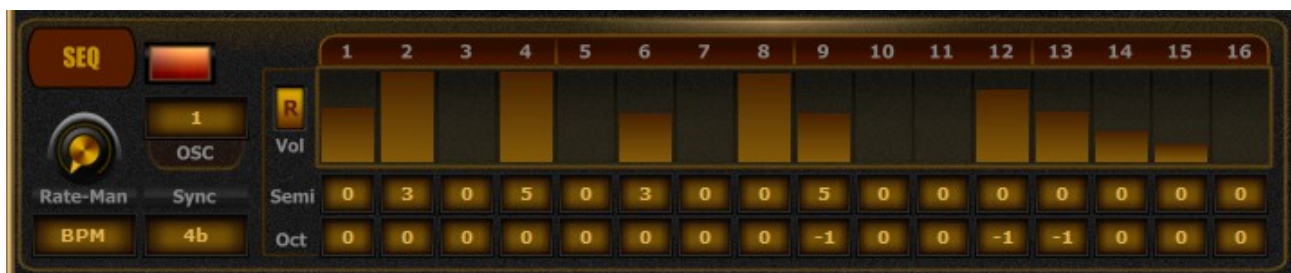 SEQ
1 2 3 4 5 6 7 8 9 10 11 12 13 14 15 16
R
1
OSC
Vol
Rate-Man Sync Semi 0 3 0 5 0 3 0 0 5 0 0 0 0 0 0 0
BPM 4b Oct 0 0 0 0 0 0 0 0 -1 0 0 -1 -1 0 0 0